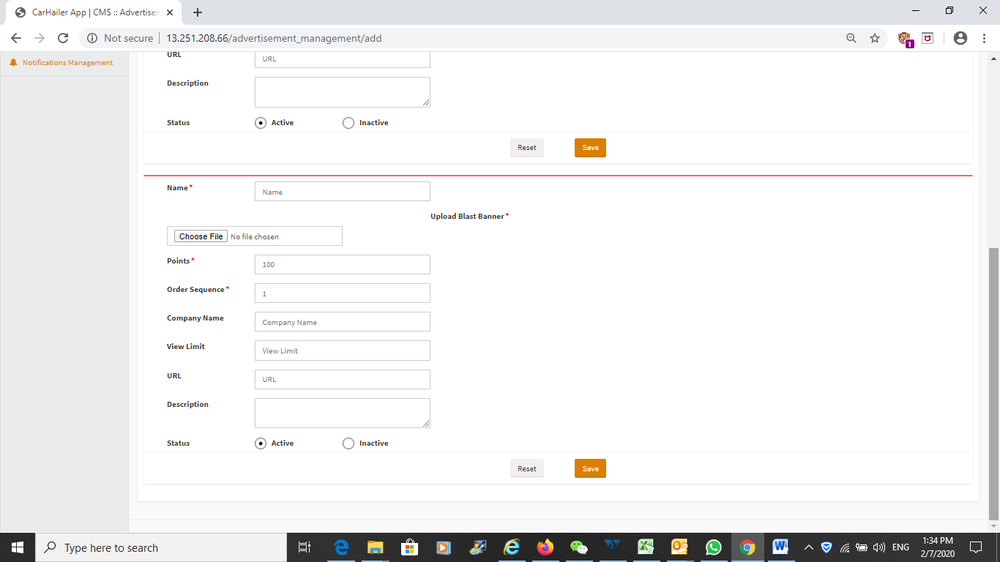 CarHailer App | CMS :: Advertisen
Not secure
13.251.208.66/advertisement_management/add
1
Notifications Management
URL
URL
Description
Status
Active
Inactive
Reset
Save
Name*
Name
Upload Blast Banner*
Choose File No file chosen
Points*
100
Order Sequence*
1
Company Name
Company Name
View Limit
View Limit
URL
URL
Description
Status
Active
Inactive
Reset
Save
Type here to search
ENG
1:34 PM
2/7/2020